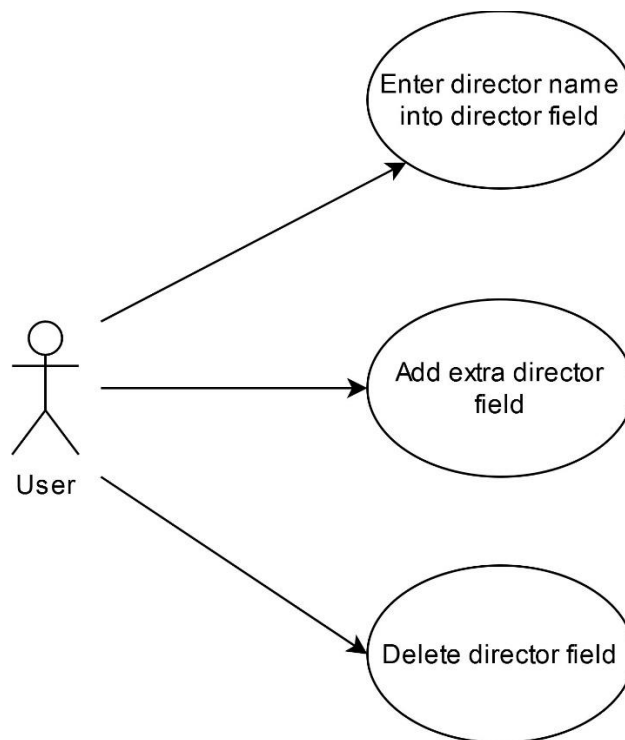 Enter director name
into director field
Add extra director
field
User
Delete director field